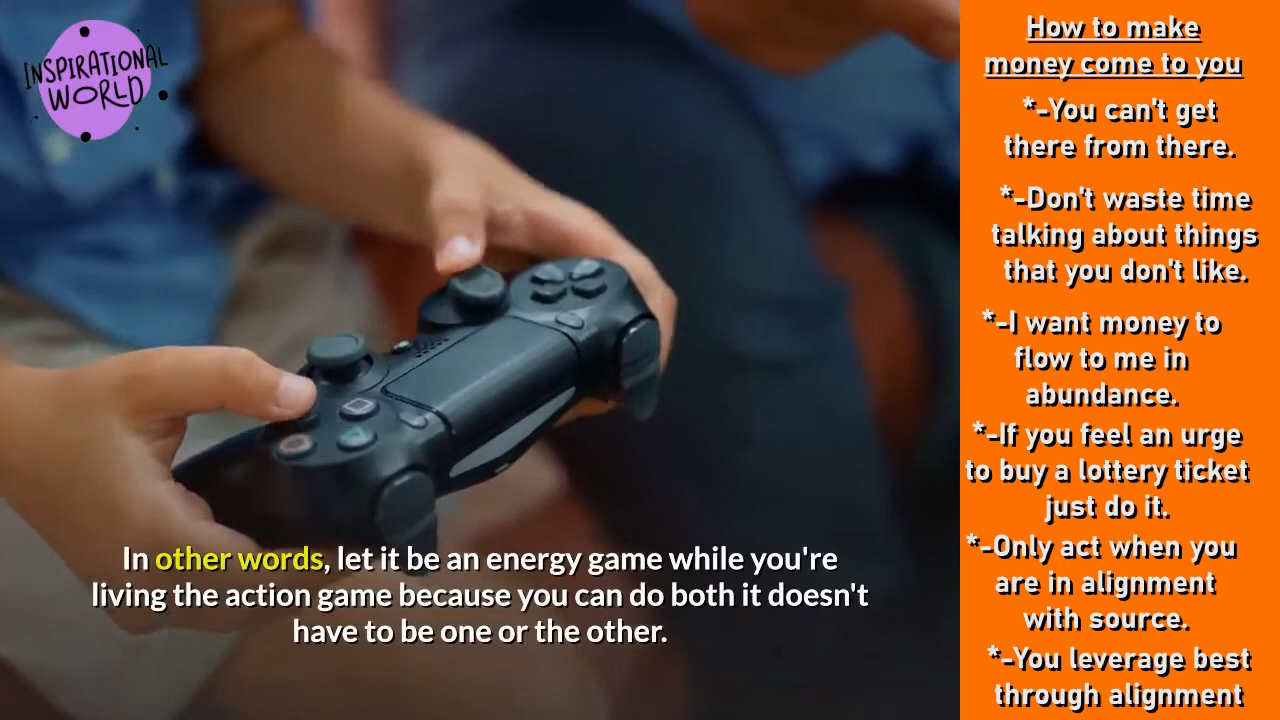 INSPIRATIONAL
WORLD
In other words, let it be an energy game while you're
living the action game because you can do both it doesn't
have to be one or the other.
How to make
money come to you
*-You can't get
there from there.
*-Don't waste time
talking about things
that you don't like.
*-I want money to
flow to me in
abundance.
*-If you feel an urge
to buy a lottery ticket
just do it.
*-Only act when you
are in alignment
with source.
*-You leverage best
through alignment